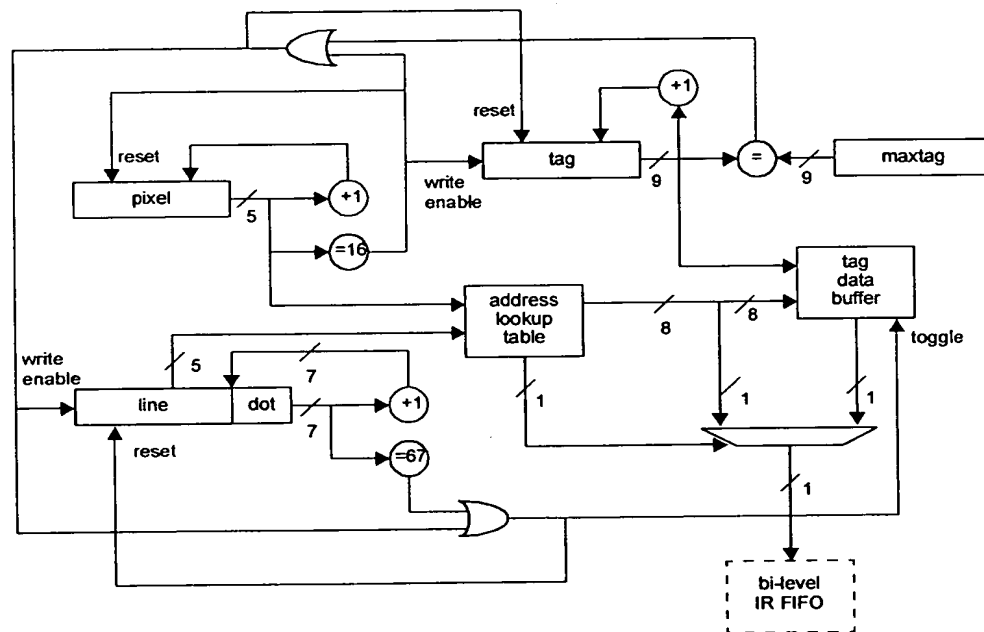 reset
+1
tag
9
=
9
maxtag
write
enable
reset
pixel
5
+1
=16
address
lookup
table
8
8
tag
data
buffer
toggle
5
7
write
enable
line
dot
7
+1
=67
reset
1
1
1
1
bi-level
IR FIFO